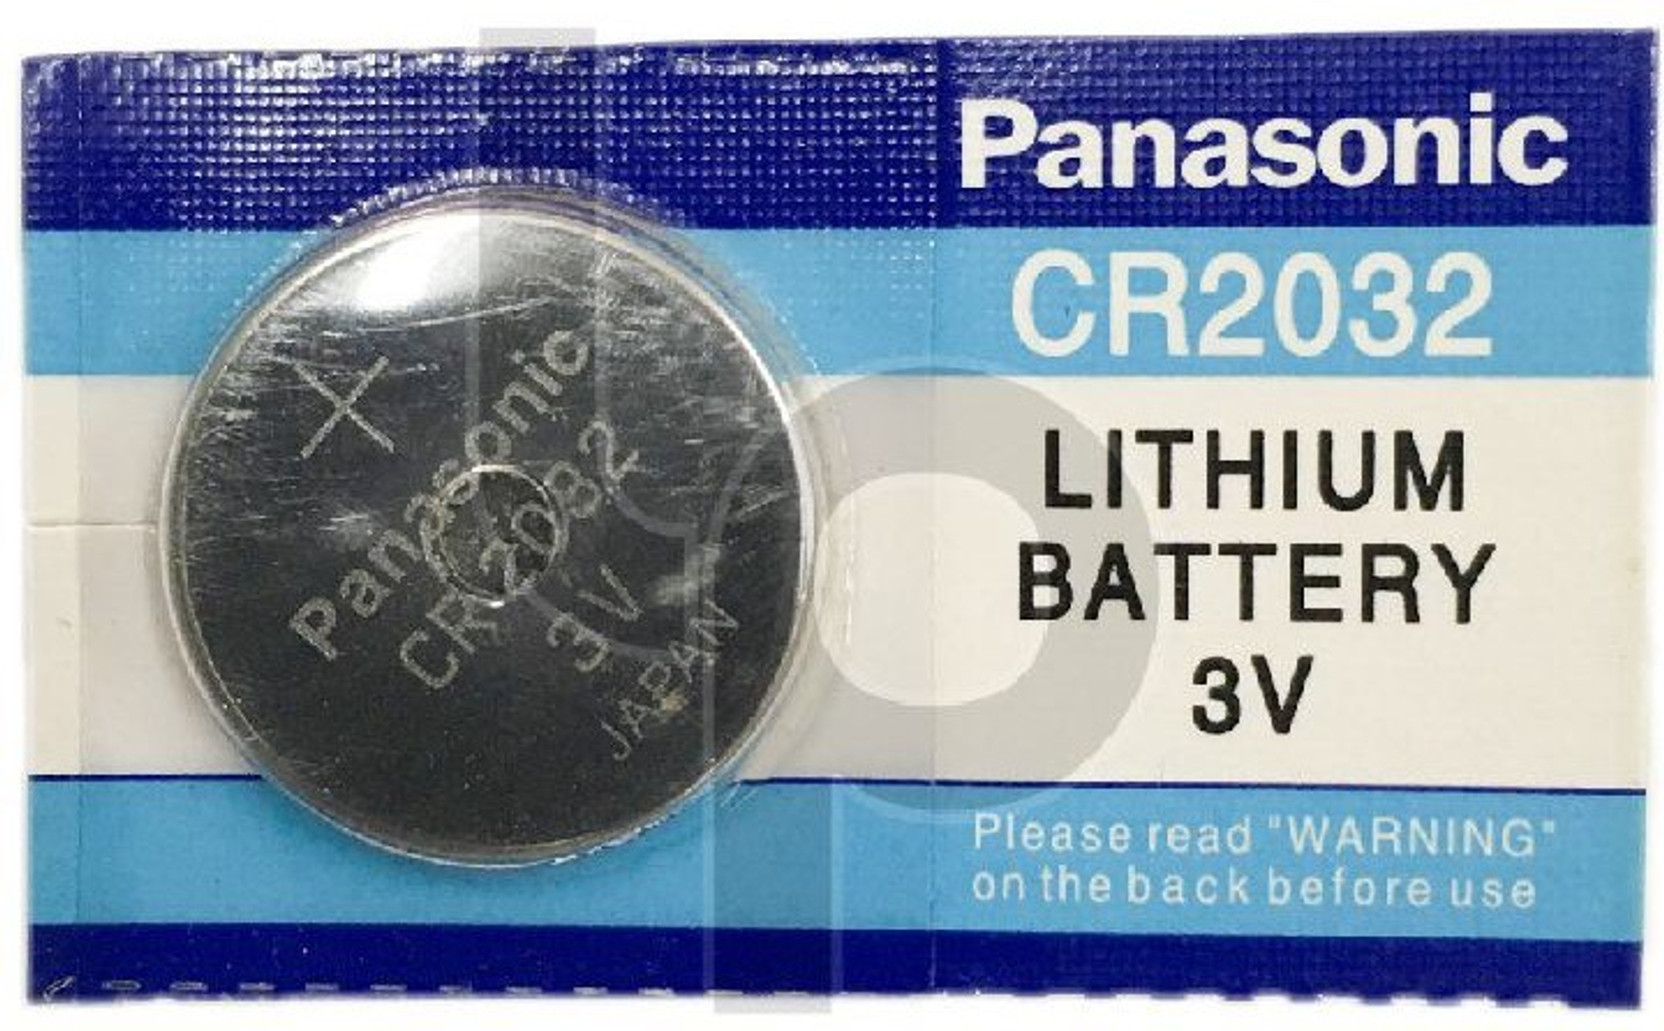 Panasonic
CR2032
LITHIUM
BATTERY
3V
Please read "WARNING"
on the back before use
+
Panasonic
CR2032
3V
JAPAN